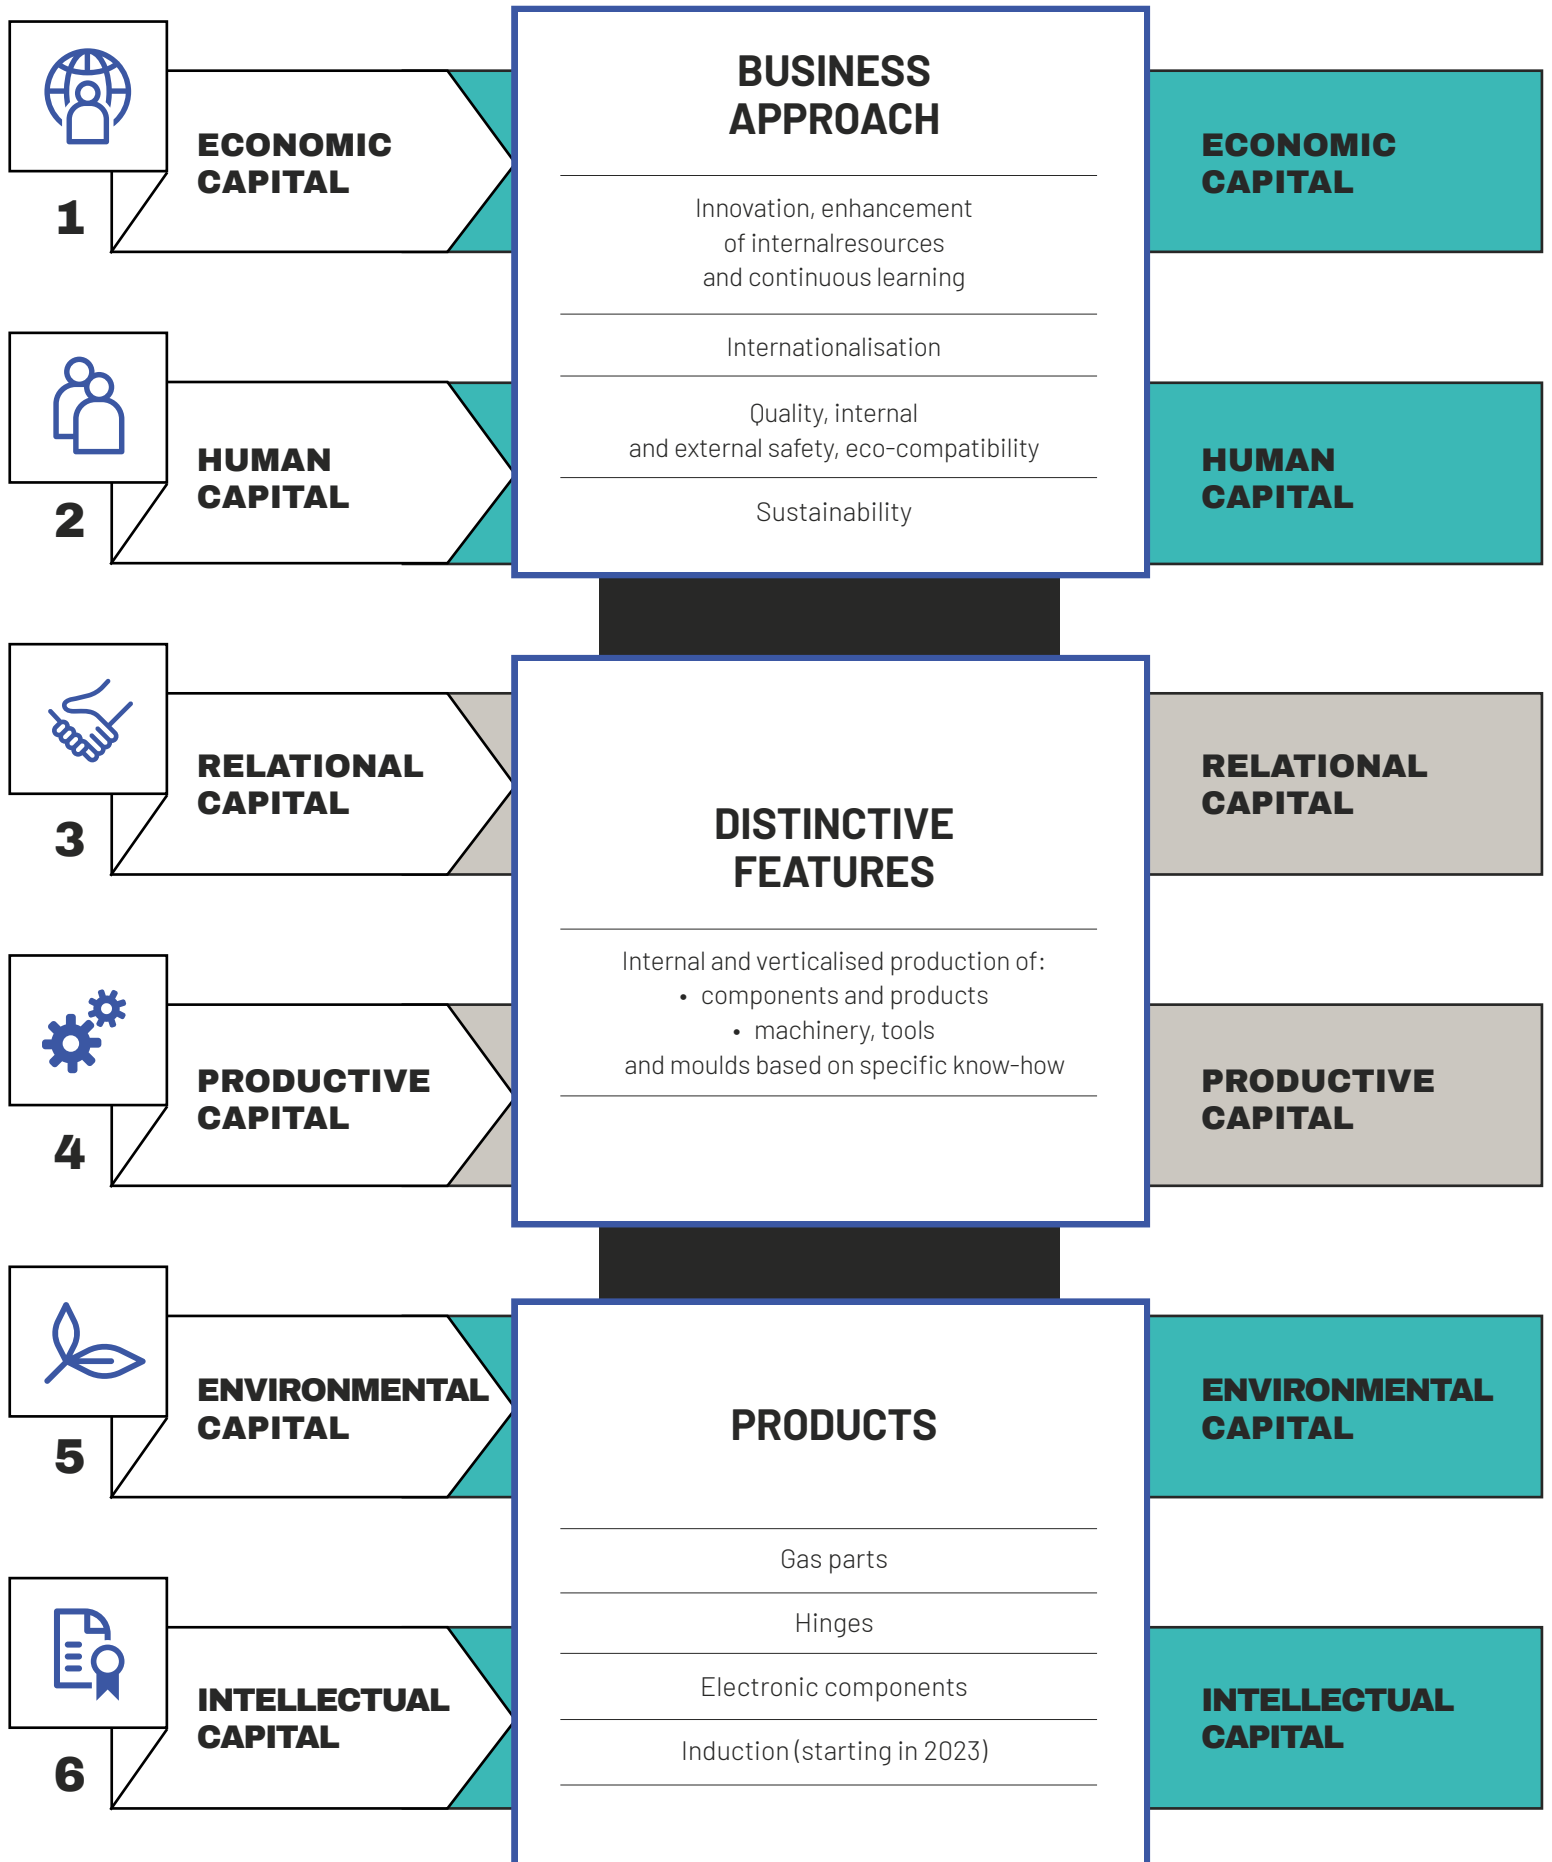 1
ECONOMIC
CAPITAL
2
HUMAN
CAPITAL
3
RELATIONAL
CAPITAL
4
PRODUCTIVE
CAPITAL
5
ENVIRONMENTAL
CAPITAL
6
INTELLECTUAL
CAPITAL
BUSINESS
APPROACH
Innovation, enhancement
of internalresources
and continuous learning
Internationalisation
Quality, internal
and external safety, eco-compatibility
Sustainability
DISTINCTIVE
FEATURES
Internal and verticalised production of:
• components and products
• machinery, tools
and moulds based on specific know-how
PRODUCTS
Gas parts
Hinges
Electronic components
Induction (starting in 2023)
ECONOMIC
CAPITAL
HUMAN
CAPITAL
RELATIONAL
CAPITAL
PRODUCTIVE
CAPITAL
ENVIRONMENTAL
CAPITAL
INTELLECTUAL
CAPITAL